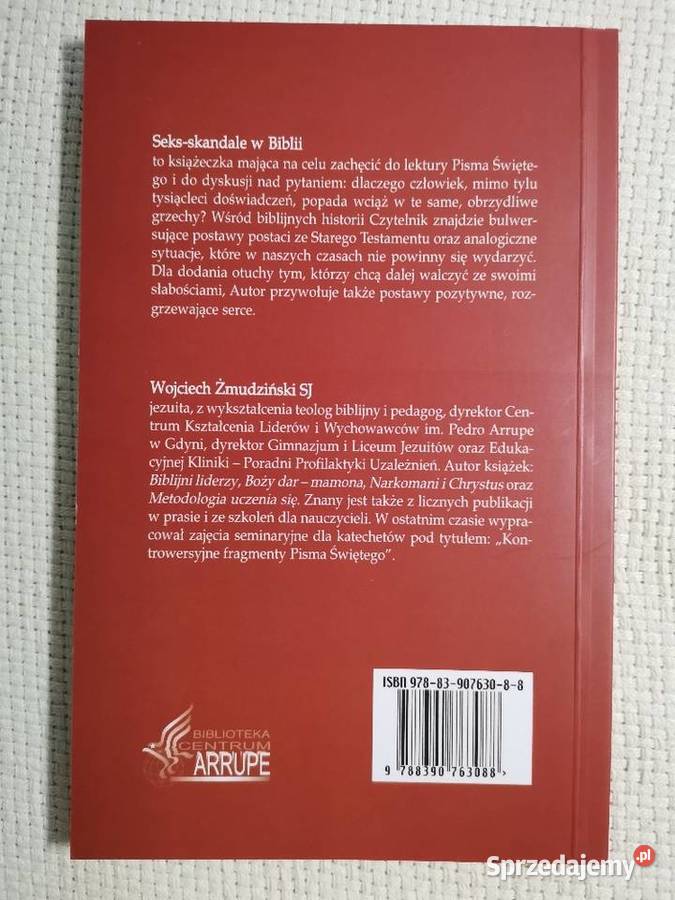 Seks-skandale w Biblii
to książeczka mająca na celu zachęcić do lektury Pisma Święte-
go i do dyskusji nad pytaniem: dlaczego człowiek, mimo tylu
tysiącleci doświadczeń, popada wciąż w te same, obrzydliwe
grzechy? Wśród biblijnych historii Czytelnik znajdzie bulwer-
sujące postawy postaci ze Starego Testamentu oraz analogiczne
sytuacje, które w naszych czasach nie powinny się wydarzyć.
Dla dodania otuchy tym, którzy chcą dalej walczyć ze swoimi
słabościami, Autor przywołuje także postawy pozytywne, roz-
grzewające serce.
Wojciech Żmudziński SJ
jezuita, z wykształcenia teolog biblijny i pedagog, dyrektor Cen-
trum Kształcenia Liderów i Wychowawców im. Pedro Arrupe
w Gdyni, dyrektor Gimnazjum i Liceum Jezuitów oraz Eduka-
cyjnej Kliniki – Poradni Profilaktyki Uzależnień. Autor książek:
Biblijni liderzy, Boży dar – mamona, Narkomani i Chrystus oraz
Metodologia uczenia się. Znany jest także z licznych publikacji
w prasie i ze szkoleń dla nauczycieli. W ostatnim czasie wypra-
cował zajęcia seminaryjne dla katechetów pod tytułem: „Kon-
trowersyjne fragmenty Pisma Świętego”.
ISBN 978-83-907630-8-8
9 788390 763088 >
BIBLIOTEKA
CENTRUM
ARRUPE
Sprzedajemy.pl